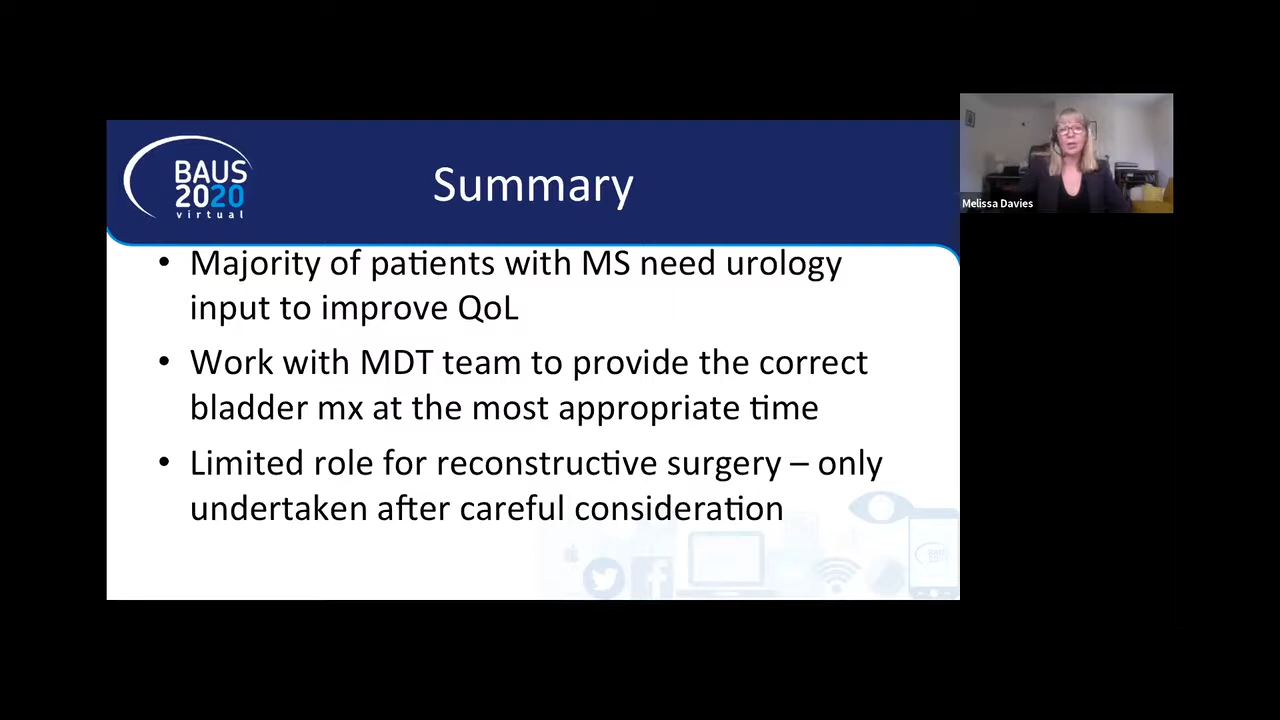 BAUS
2020
virtual
Summary
Melissa Davies
• Majority of patients with MS need urology
input to improve QoL
• Work with MDT team to provide the correct
bladder mx at the most appropriate time
• Limited role for reconstructive surgery – only
undertaken after careful consideration